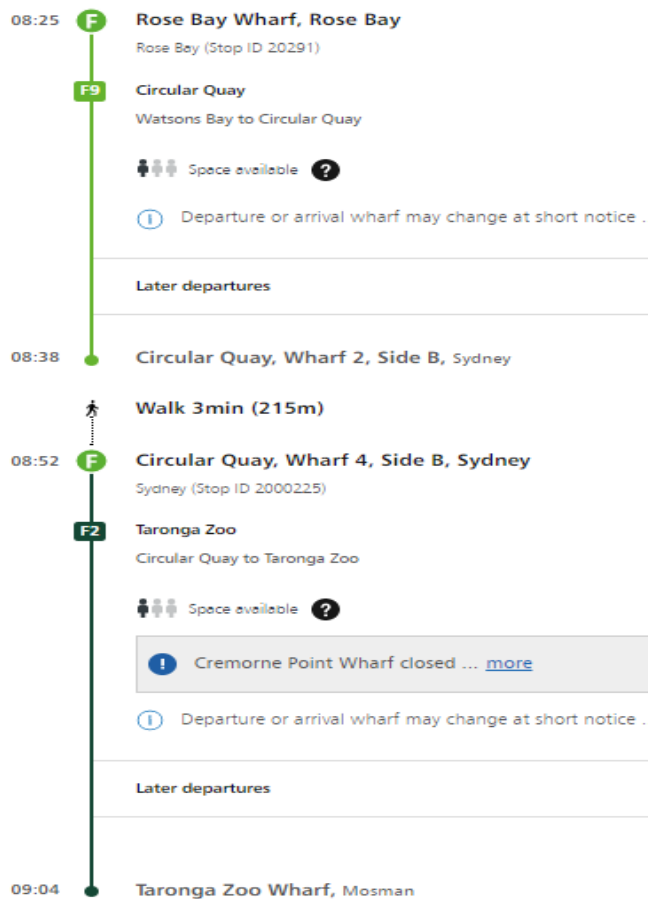 08:25 F Rose Bay Wharf, Rose Bay
Rose Bay (Stop ID 20291)
F9 Circular Quay
Watsons Bay to Circular Quay
Space available ?
i Departure or arrival wharf may change at short notice .
Later departures
08:38 Circular Quay, Wharf 2, Side B, Sydney
Walk 3min (215m)
08:52 F Circular Quay, Wharf 4, Side B, Sydney
Sydney (Stop ID 2000225)
F2 Taronga Zoo
Circular Quay to Taronga Zoo
Space available ?
! Cremorne Point Wharf closed ... more
i Departure or arrival wharf may change at short notice .
Later departures
09:04 Taronga Zoo Wharf, Mosman